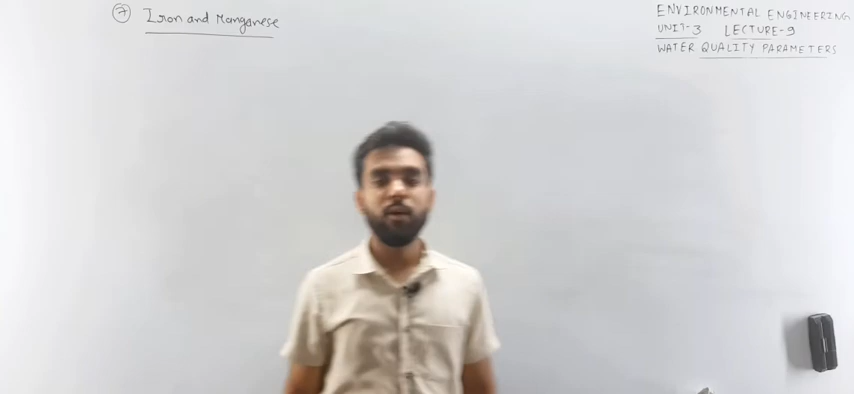 7 Iron and Manganese
ENVIRONMENTAL ENGINEERING
UNIT-3 LECTURE-9
WATER QUALITY PARAMETERS